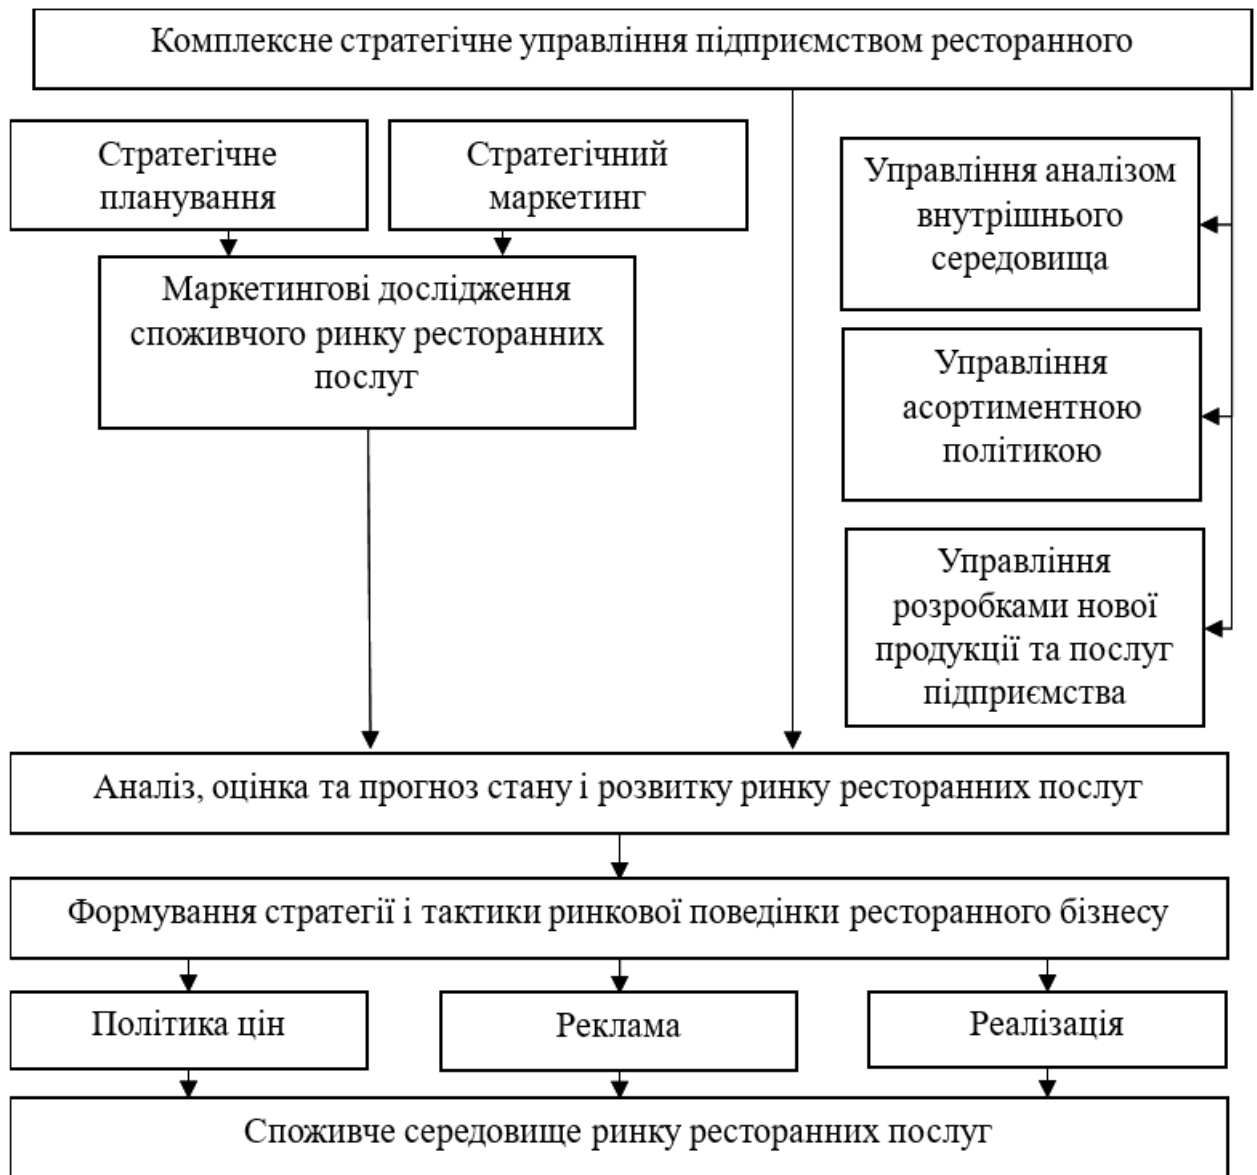 Комплексне стратегічне управління підприємством ресторанного
Стратегічне
планування
Стратегічний
маркетинг
Маркетингові дослідження
споживчого ринку ресторанних
послуг
Управління аналізом
внутрішнього
середовища
Управління
асортиментною
політикою
Управління
розробками нової
продукції та послуг
підприємства
Аналіз, оцінка та прогноз стану і розвитку ринку ресторанних послуг
Формування стратегії і тактики ринкової поведінки ресторанного бізнесу
Політика цін
Реклама
Реалізація
Споживче середовище ринку ресторанних послуг